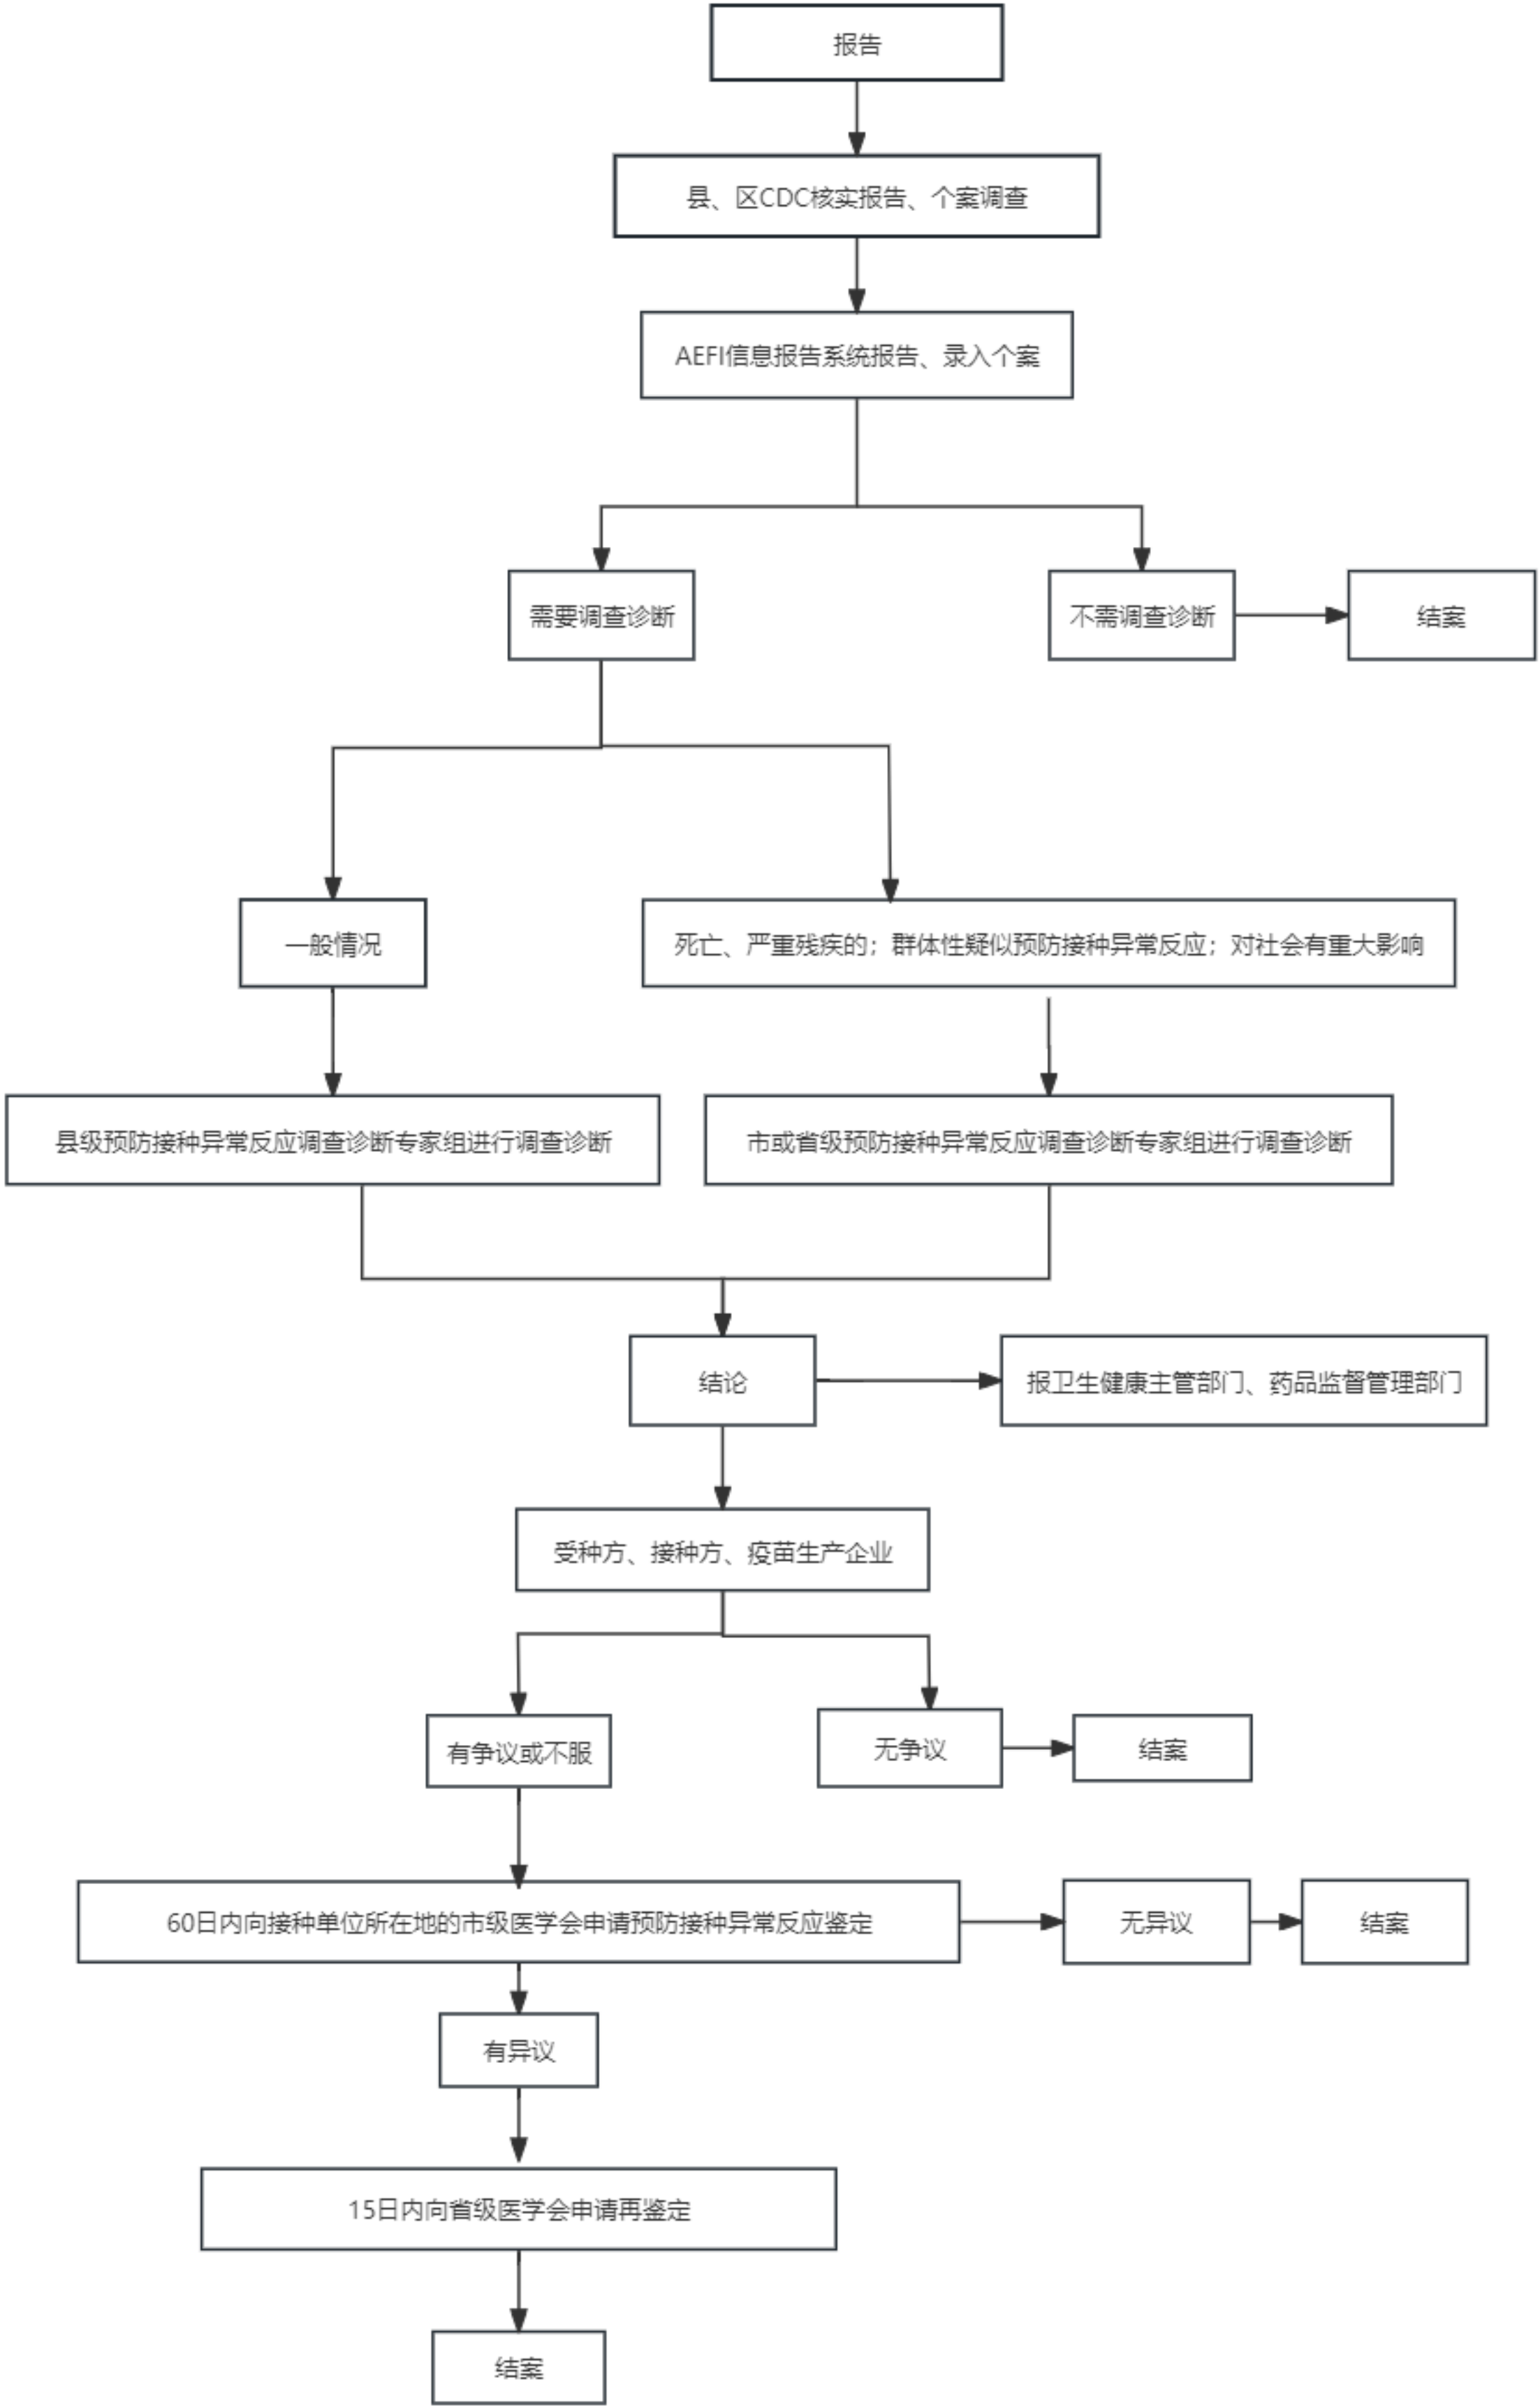 报告
县、区CDC核实报告、个案调查
AEFI信息报告系统报告、录入个案
需要调查诊断
不需调查诊断
结案
一般情况
死亡、严重残疾的；群体性疑似预防接种异常反应；对社会有重大影响
县级预防接种异常反应调查诊断专家组进行调查诊断
市或省级预防接种异常反应调查诊断专家组进行调查诊断
结论
报卫生健康主管部门、药品监督管理部门
受种方、接种方、疫苗生产企业
有争议或不服
无争议
结案
60日内向接种单位所在地的市级医学会申请预防接种异常反应鉴定
无异议
结案
有异议
15日内向省级医学会申请再鉴定
结案